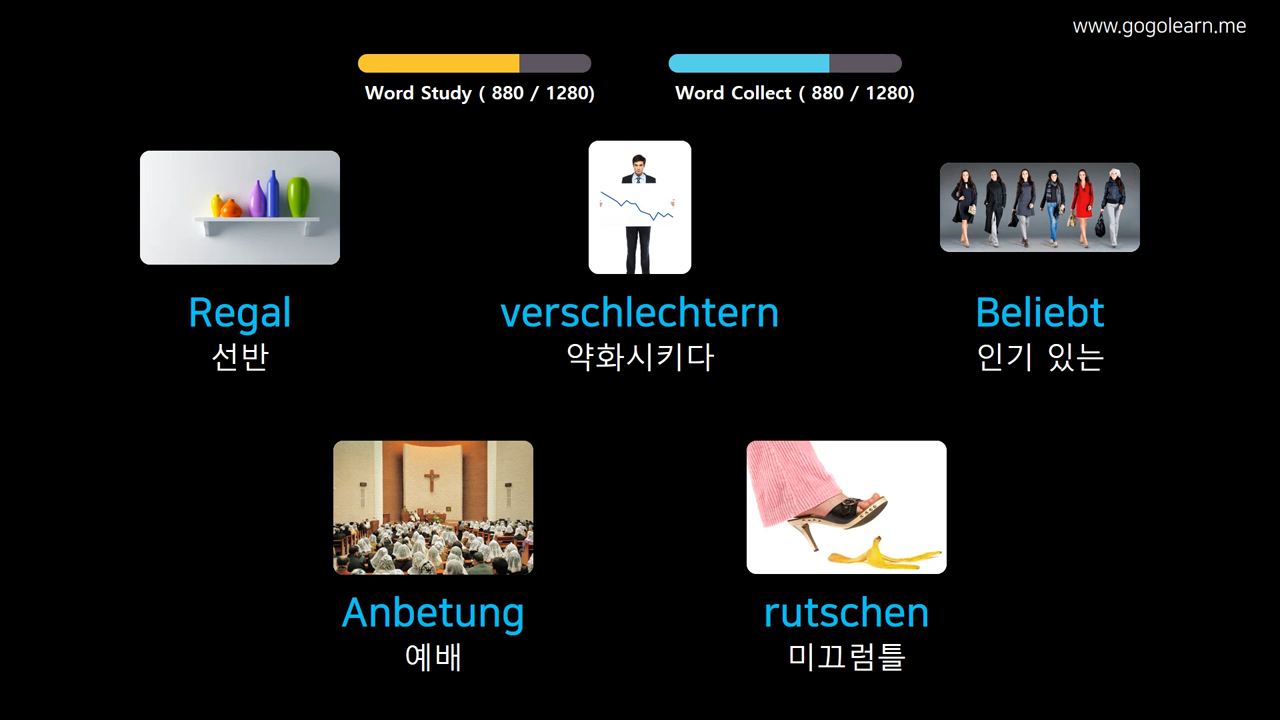 www.gogolearn.me
Word Study ( 880 / 1280)
Word Collect ( 880 / 1280)
Regal
선반
verschlechtern
약화시키다
Beliebt
인기 있는
Anbetung
예배
rutschen
미끄럼틀